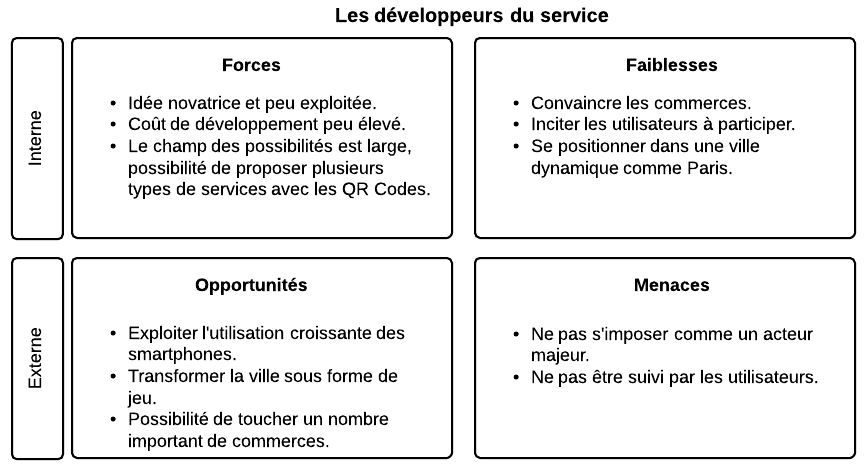 Les développeurs du service
Interne
Forces
• Idée novatrice et peu exploitée.
• Coût de développement peu élevé.
• Le champ des possibilités est large,
possibilité de proposer plusieurs
types de services avec les QR Codes.
Faiblesses
• Convaincre les commerces.
• Inciter les utilisateurs à participer.
• Se positionner dans une ville
dynamique comme Paris.
Externe
Opportunités
• Exploiter l'utilisation croissante des
smartphones.
• Transformer la ville sous forme de
jeu.
• Possibilité de toucher un nombre
important de commerces.
Menaces
• Ne pas s'imposer comme un acteur
majeur.
• Ne pas être suivi par les utilisateurs.